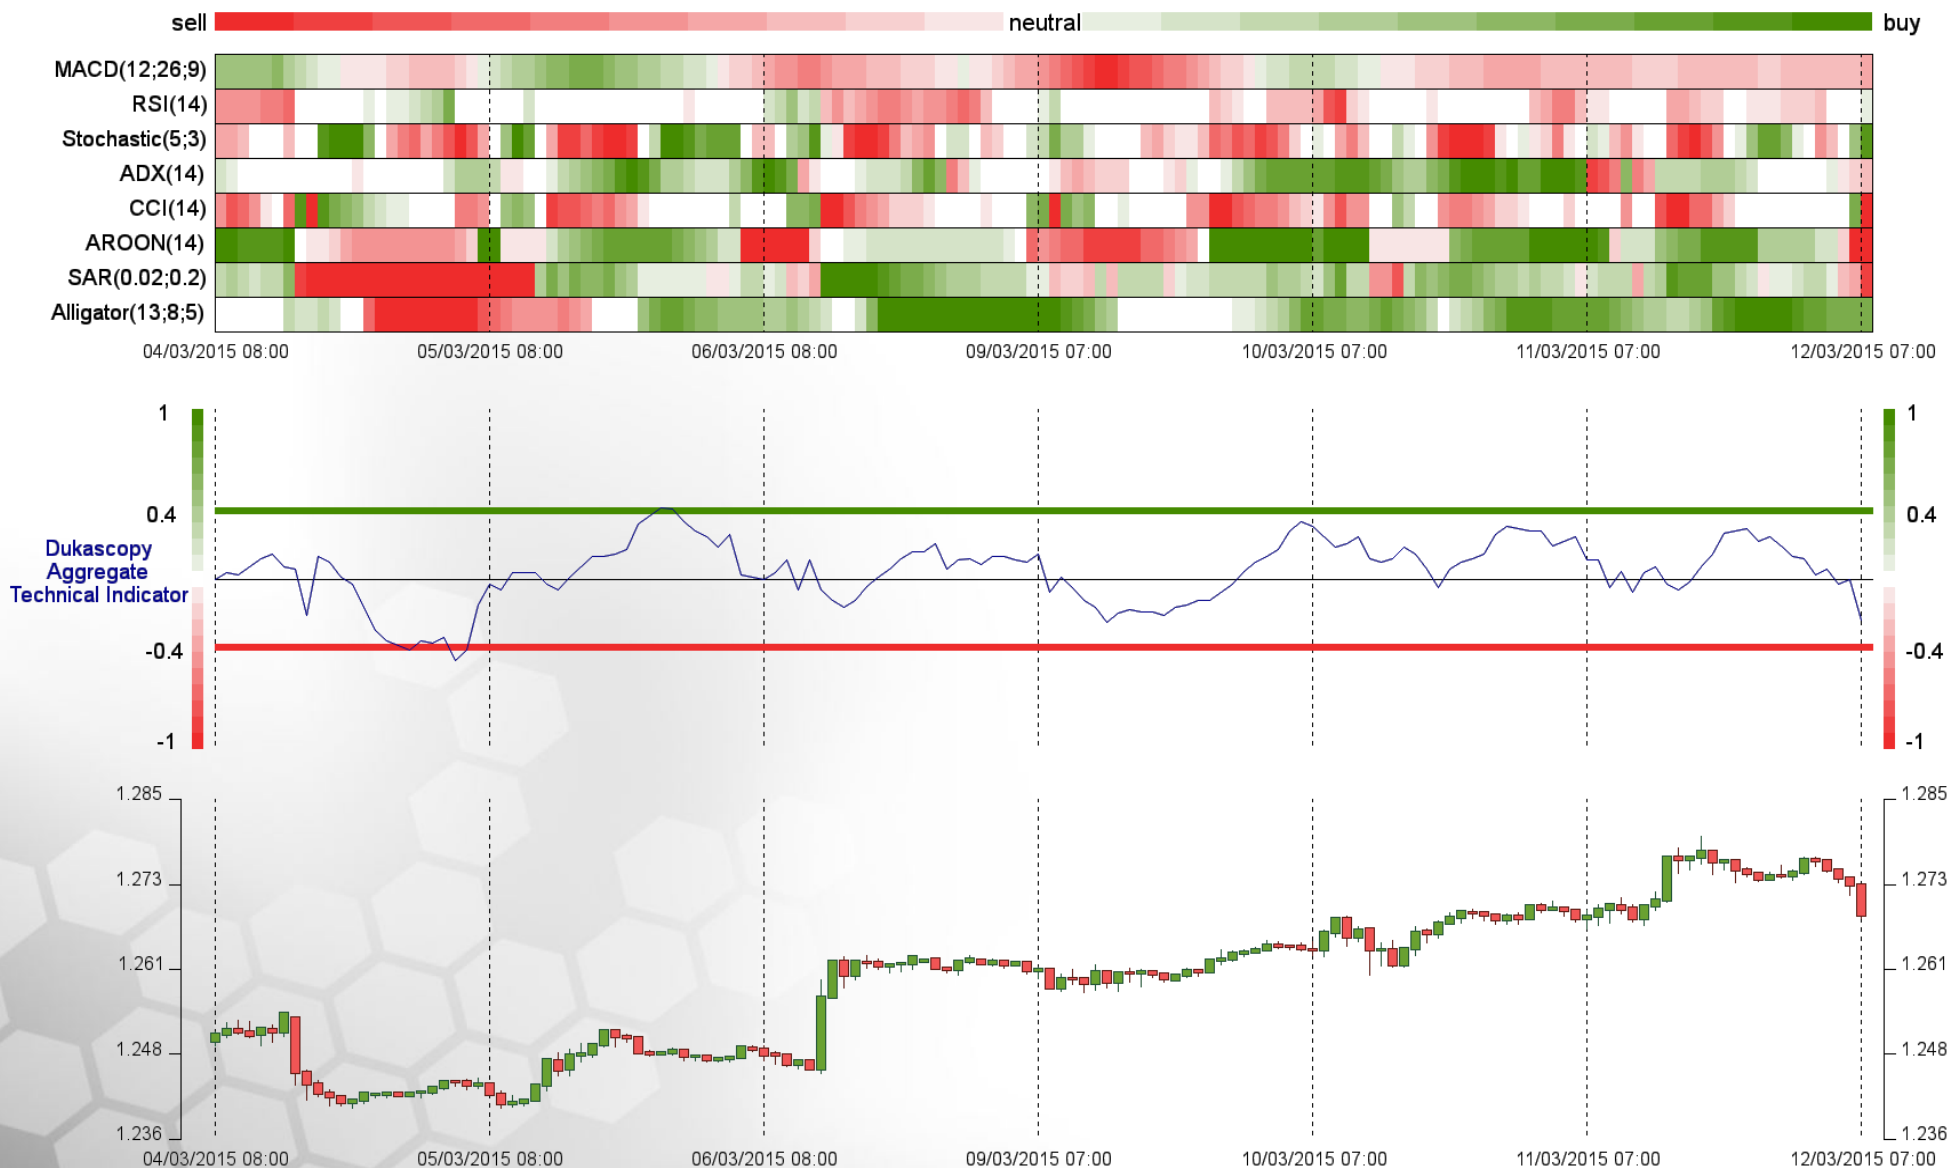 sell neutral buy
MACD(12;26;9)
RSI(14)
Stochastic(5;3)
ADX(14)
CCI(14)
AROON(14)
SAR(0.02;0.2)
Alligator(13;8;5)
04/03/2015 08:00 05/03/2015 08:00 06/03/2015 08:00 09/03/2015 07:00 10/03/2015 07:00 11/03/2015 07:00 12/03/2015 07:00
1 1
0.4 0.4
Dukascopy
Aggregate
Technical Indicator
-0.4 -0.4
-1 -1
1.285 1.285
1.273 1.273
1.261 1.261
1.248 1.248
1.236 1.236
04/03/2015 08:00 05/03/2015 08:00 06/03/2015 08:00 09/03/2015 07:00 10/03/2015 07:00 11/03/2015 07:00 12/03/2015 07:00